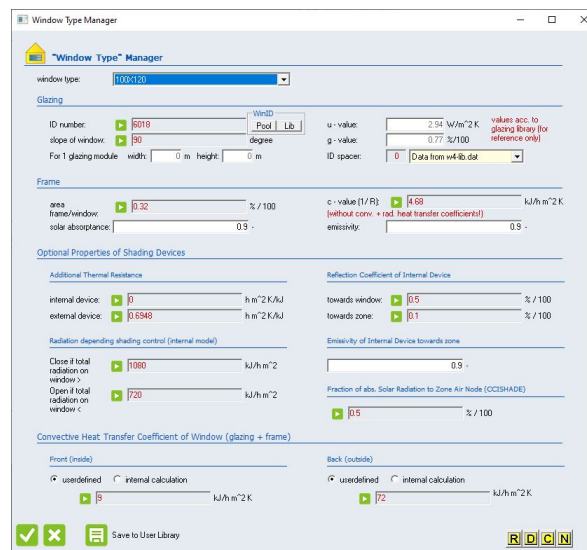 Window Type Manager
"Window Type" Manager
window type: 100X120
Glazing
WinID
ID number: 6018 Pool Lib
slope of window: 90 degree
For 1 glazing module width: 0 m height: 0 m
u - value: 2.94 W/m^2 K
g - value: 0.77 %/100
values acc. to
glazing library (for
reference only)
ID spacer: 0 Data from w4-lib.dat
Frame
area
frame/window: 0.32 % / 100
solar absorptance: 0.9 -
c - value (1 / R): 4.68 kJ/h m^2 K
(without conv. + rad. heat transfer coefficients!)
emissivity: 0.9 -
Optional Properties of Shading Devices
Additional Thermal Resistance
internal device: 0 h m^2 K/kJ
external device: 0.6948 h m^2 K/kJ
Reflection Coefficient of Internal Device
towards window: 0.5 % / 100
towards zone: 0.1 % / 100
Radiation depending shading control (internal model)
Close if total
radiation on
window > 1080 kJ/h m^2
Open if total
radiation on
window < 720 kJ/h m^2
Emissivity of Internal Device towards zone
0.9 -
Fraction of abs. Solar Radiation to Zone Air Node (CCISHADE)
0.5 % / 100
Convective Heat Transfer Coefficient of Window (glazing + frame)
Front (inside)
userdefined internal calculation
9 kJ/h m^2 K
Back (outside)
userdefined internal calculation
72 kJ/h m^2 K
Save to User Library
R D C N